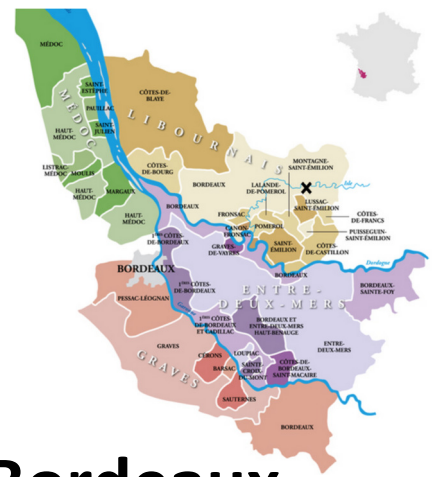 MÉDOC
SAINT-
ESTÈPHE
PAUILLAC
SAINT-
JULIEN
MÉDOC
HAUT-
MÉDOC
LISTRAC-
MÉDOC
MOULIS
HAUT-
MÉDOC
MARGAUX
HAUT-
MÉDOC
CÔTES-DE-
BLAYE
LIBOURNAIS
CÔTES-
DE-BOURG
BORDEAUX
BORDEAUX
MONTAGNE-
SAINT-ÉMILION
LALANDE-
DE-POMEROL
Isle
LUSSAC-
SAINT-ÉMILION
CÔTES-
DE-FRANCS
PUISSEGUIN-
SAINT-ÉMILION
FRONSAC
CANON
FRONSAC
POMEROL
SAINT-
ÉMILION
CÔTES-
DE-CASTILLON
GRAVES-
DE-VAYRES
Dordogne
BORDEAUX
1ÈRES CÔTES-
DE-BORDEAUX
BORDEAUX
PESSAC-LÉOGNAN
1ÈRES CÔTES-
DE-BORDEAUX
ENTRE-
DEUX-MERS
BORDEAUX-
SAINTE-FOY
1ÈRES CÔTES-
DE-BORDEAUX
ET CADILLAC
BORDEAUX ET
ENTRE-DEUX-MERS
HAUT-BENAUGE
ENTRE-
DEUX-MERS
GRAVES
GRAVES
CÉRONS
LOUPIAC
BARSAC
SAINTE-
CROIX-
DU-MONT
CÔTES-DE-
BORDEAUX-
SAINT-MACAIRE
SAUTERNES
BORDEAUX
Bordeaux